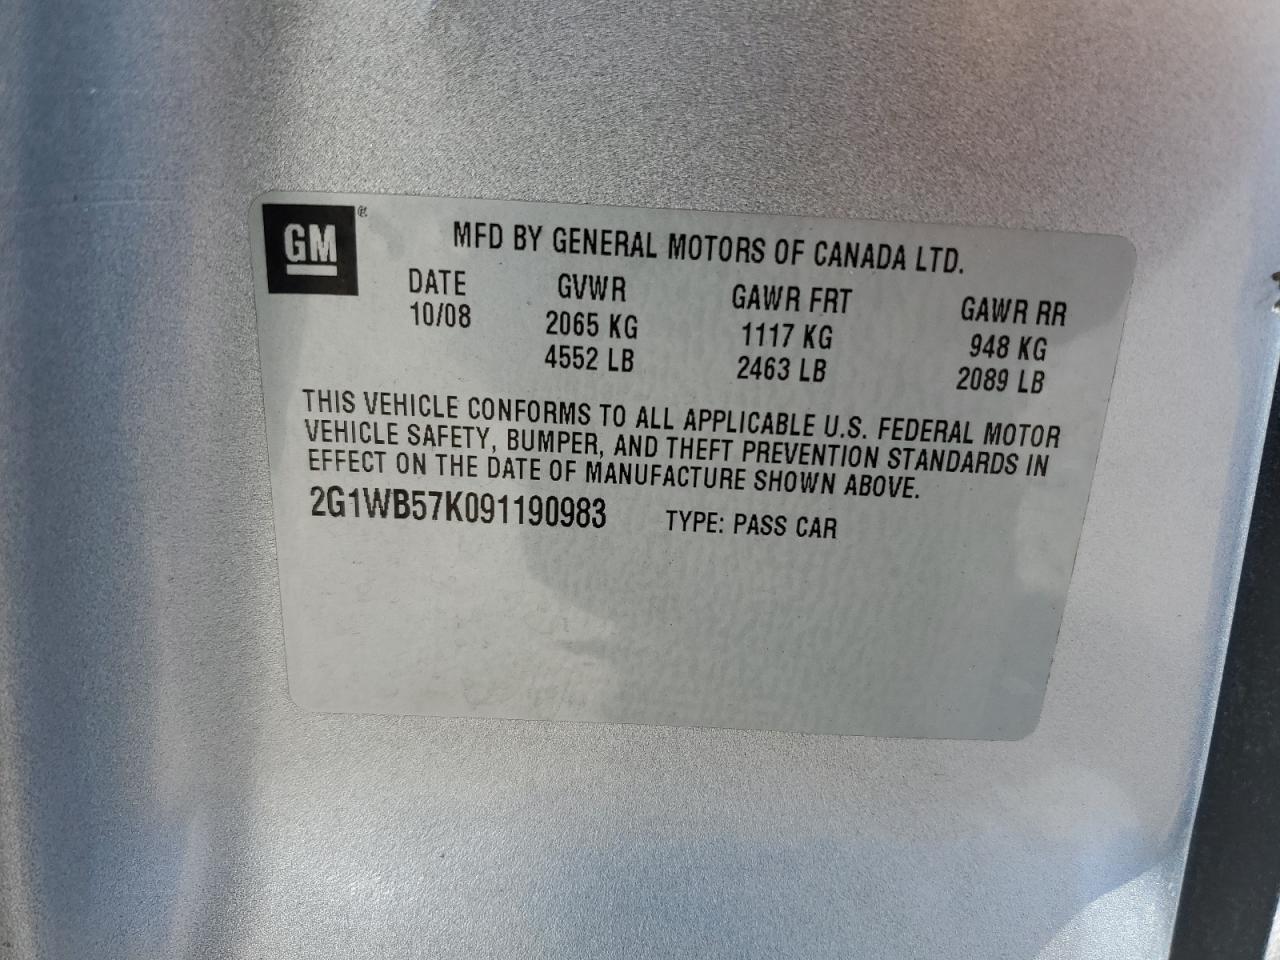 GM ®
MFD BY GENERAL MOTORS OF CANADA LTD.
DATE GVWR GAWR FRT GAWR RR
10/08 2065 KG 1117 KG 948 KG
4552 LB 2463 LB 2089 LB
THIS VEHICLE CONFORMS TO ALL APPLICABLE U.S. FEDERAL MOTOR
VEHICLE SAFETY, BUMPER, AND THEFT PREVENTION STANDARDS IN
EFFECT ON THE DATE OF MANUFACTURE SHOWN ABOVE.
2G1WB57K091190983 TYPE: PASS CAR